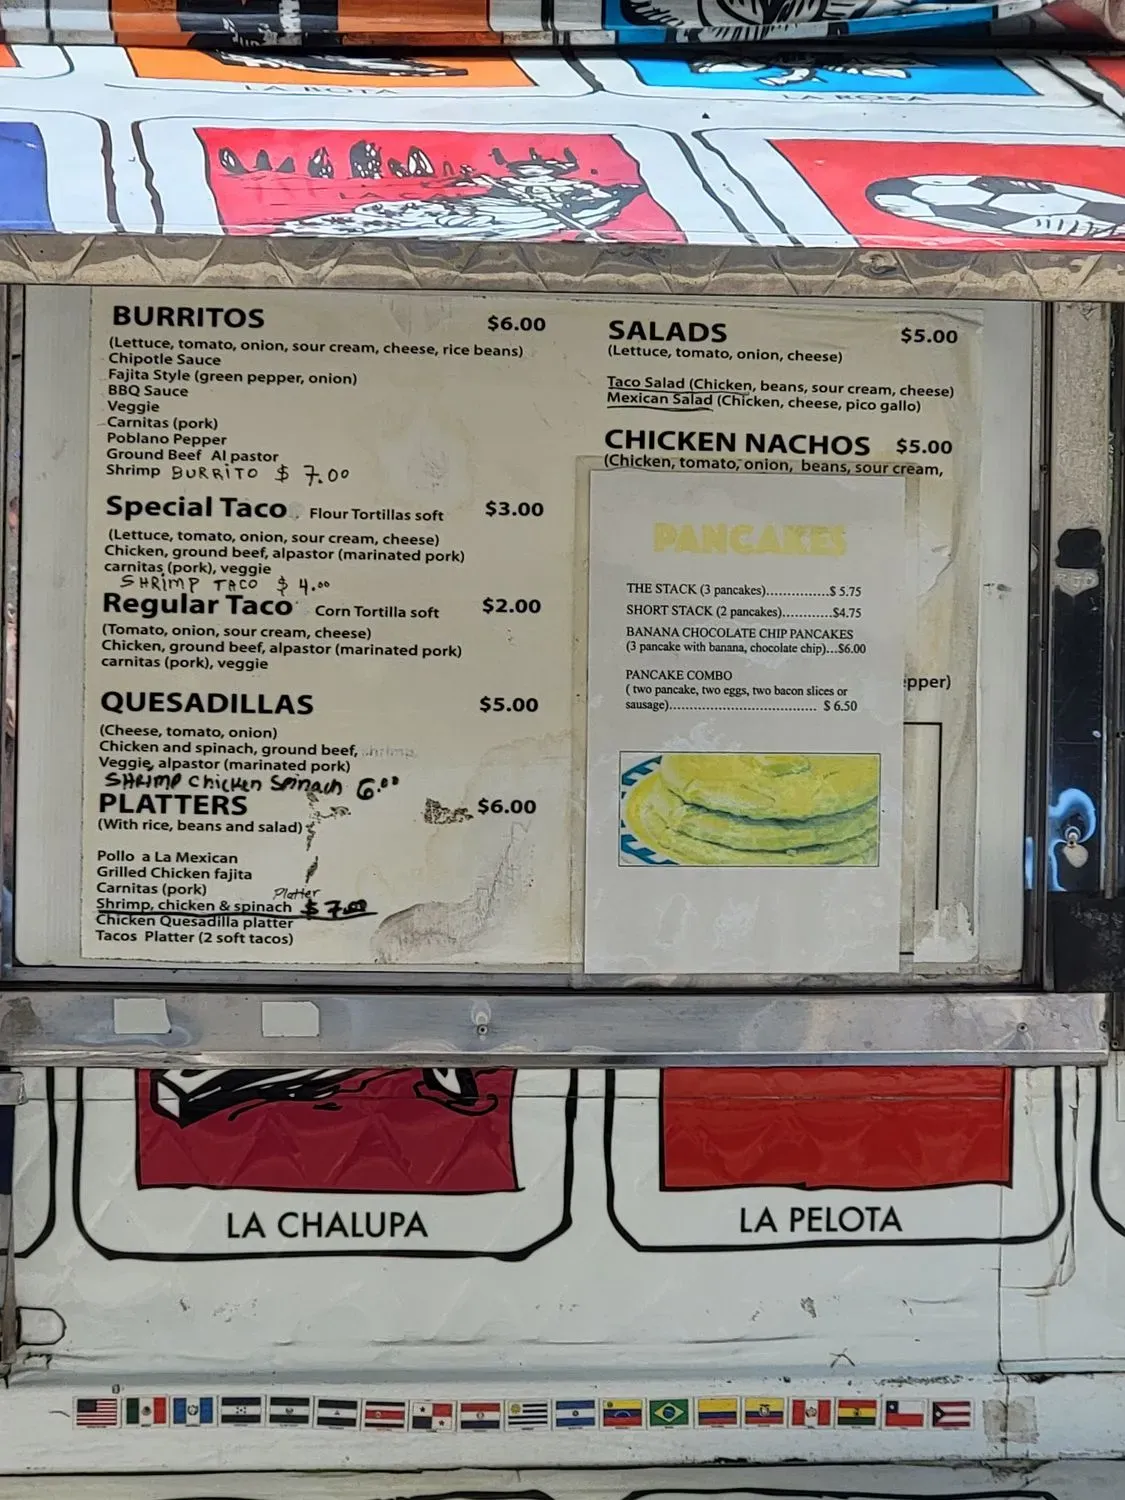 LA BOTA
LA ROSA
BURRITOS $6.00
(Lettuce, tomato, onion, sour cream, cheese, rice beans)
Chipotle Sauce
Fajita Style (green pepper, onion)
BBQ Sauce
Veggie
Carnitas (pork)
Poblano Pepper
Ground Beef Al pastor
Shrimp BURRITO $ 7.00
Special Taco Flour Tortillas soft $3.00
(Lettuce, tomato, onion, sour cream, cheese)
Chicken, ground beef, alpastor (marinated pork)
carnitas (pork), veggie
SHRIMP TACO $ 4.00
Regular Taco Corn Tortilla soft $2.00
(Tomato, onion, sour cream, cheese)
Chicken, ground beef, alpastor (marinated pork)
carnitas (pork), veggie
QUESADILLAS $5.00
(Cheese, tomato, onion)
Chicken and spinach, ground beef, shrimp
Veggie, alpastor (marinated pork)
SHRIMP Chicken Spinach 6.00
PLATTERS $6.00
(With rice, beans and salad)
Pollo a La Mexican
Grilled Chicken fajita
Carnitas (pork)
Platter
Shrimp, chicken & spinach $7.00
Chicken Quesadilla platter
Tacos Platter (2 soft tacos)
SALADS $5.00
(Lettuce, tomato, onion, cheese)
Taco Salad (Chicken, beans, sour cream, cheese)
Mexican Salad (Chicken, cheese, pico gallo)
CHICKEN NACHOS $5.00
(Chicken, tomato, onion, beans, sour cream,
PANCAKES
THE STACK (3 pancakes)...............$ 5.75
SHORT STACK (2 pancakes)............$4.75
BANANA CHOCOLATE CHIP PANCAKES
(3 pancake with banana, chocolate chip)...$6.00
PANCAKE COMBO
( two pancake, two eggs, two bacon slices or
sausage)............................................ $ 6.50
epper)
LA CHALUPA
LA PELOTA